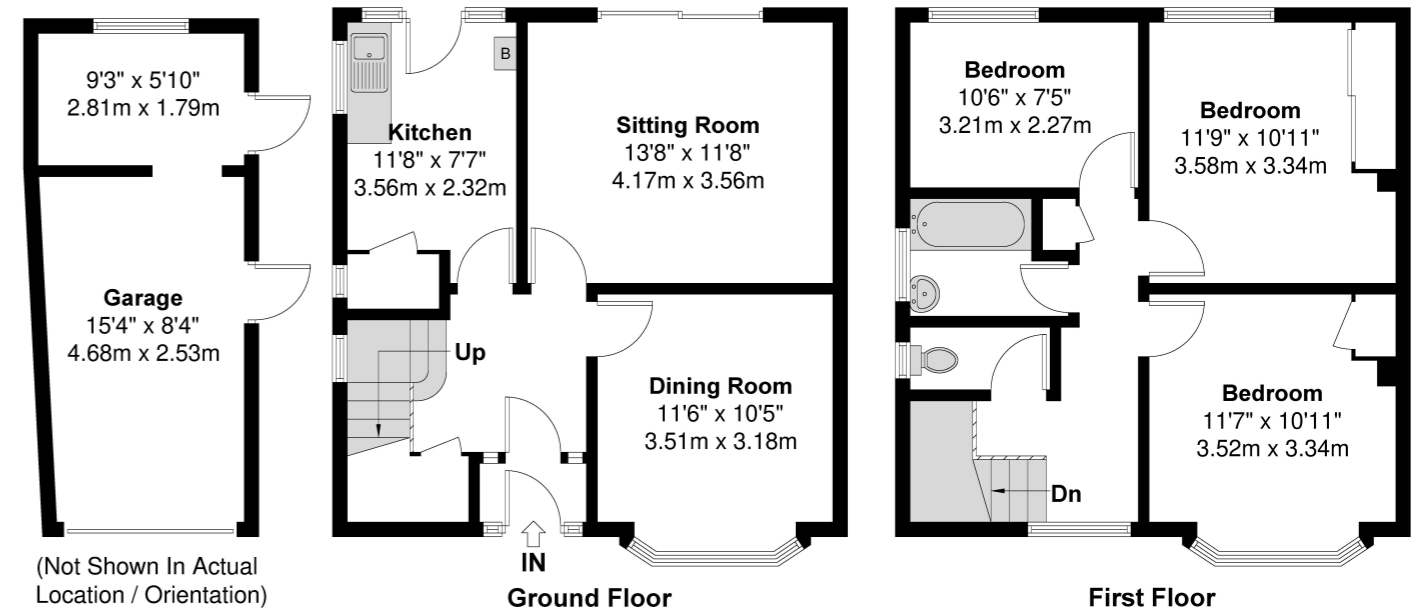 9'3" x 5'10"
2.81m x 1.79m
Garage
15'4" x 8'4"
4.68m x 2.53m
(Not Shown In Actual
Location / Orientation)
B
Kitchen
11'8" x 7'7"
3.56m x 2.32m
Sitting Room
13'8" x 11'8"
4.17m x 3.56m
Up
Dining Room
11'6" x 10'5"
3.51m x 3.18m
IN
Ground Floor
Bedroom
10'6" x 7'5"
3.21m x 2.27m
Bedroom
11'9" x 10'11"
3.58m x 3.34m
Bedroom
11'7" x 10'11"
3.52m x 3.34m
Dn
First Floor